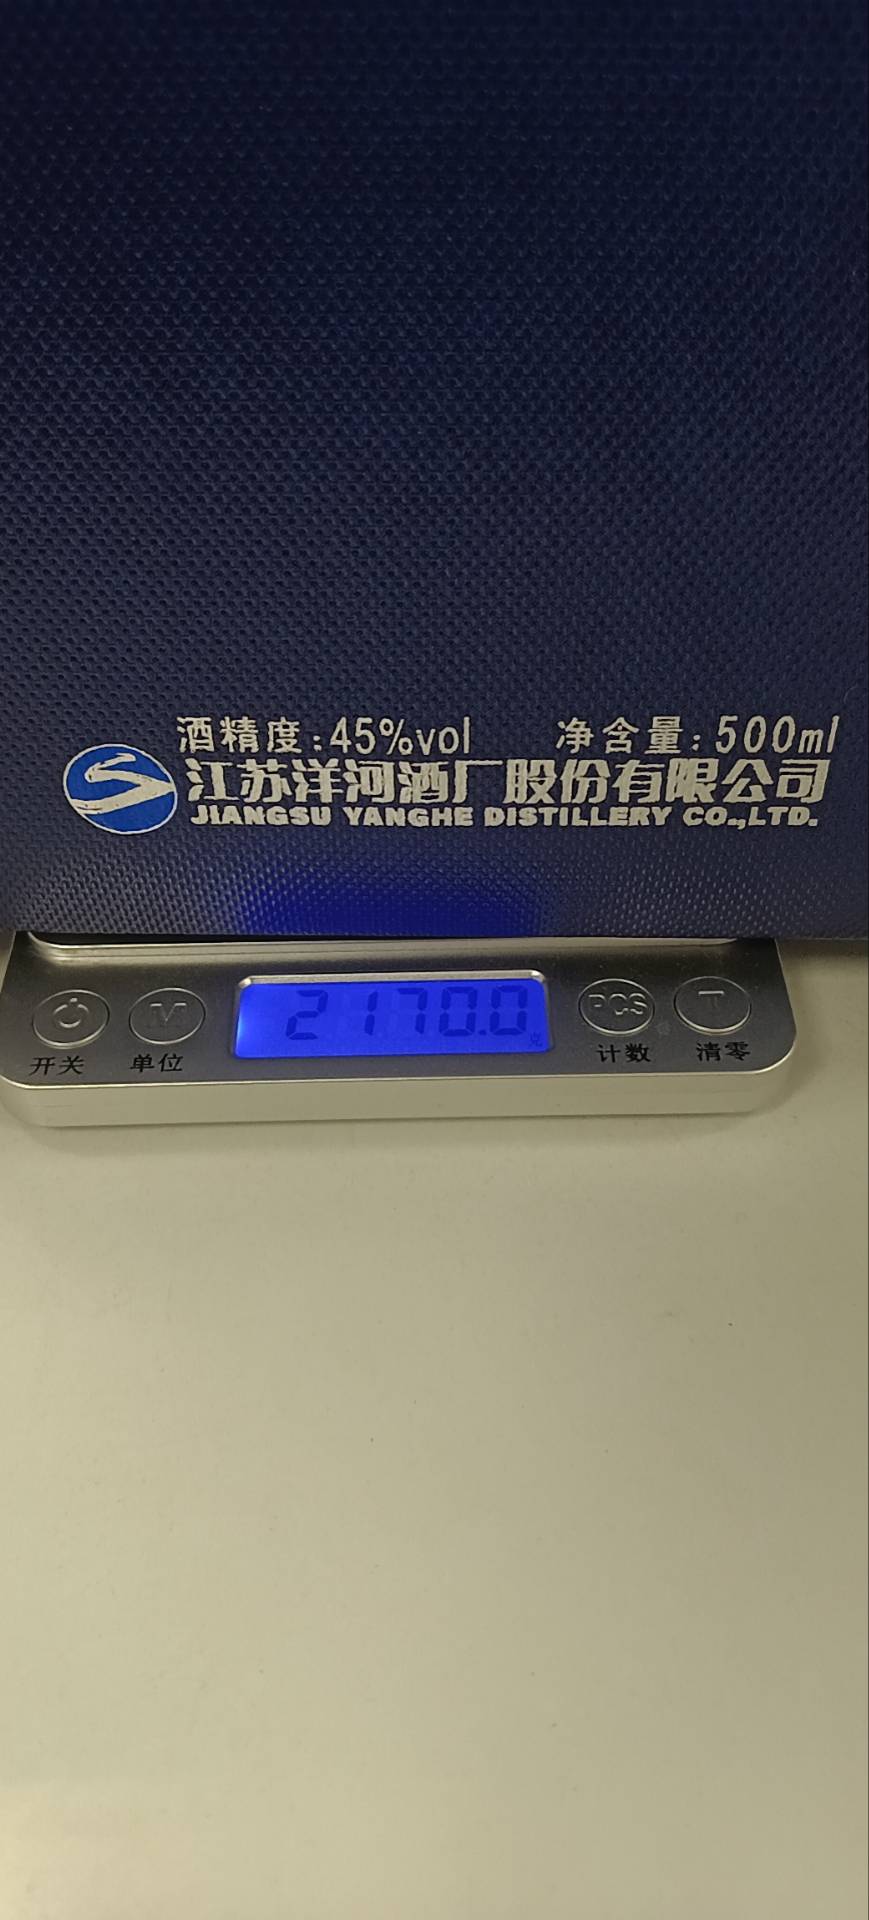 酒精度:45%vol 净含量:500ml
江苏洋河酒厂股份有限公司
JIANGSU YANGHE DISTILLERY CO.,LTD.
2170.0 克
M PCS T
开关 单位 计数 清零